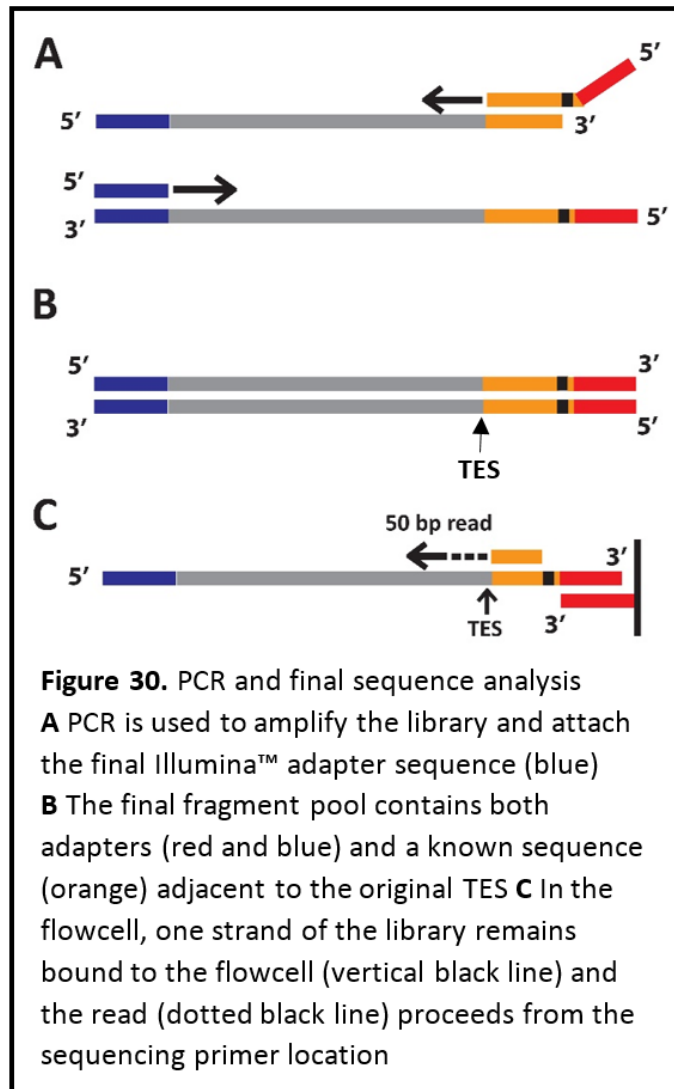 A
5′
5′
3′
5′
3′
5′
B
5′
3′
3′
5′
TES
C
50 bp read
5′
3′
TES
3′
Figure 30. PCR and final sequence analysis
A PCR is used to amplify the library and attach
the final Illumina™ adapter sequence (blue)
B The final fragment pool contains both
adapters (red and blue) and a known sequence
(orange) adjacent to the original TES C In the
flowcell, one strand of the library remains
bound to the flowcell (vertical black line) and
the read (dotted black line) proceeds from the
sequencing primer location